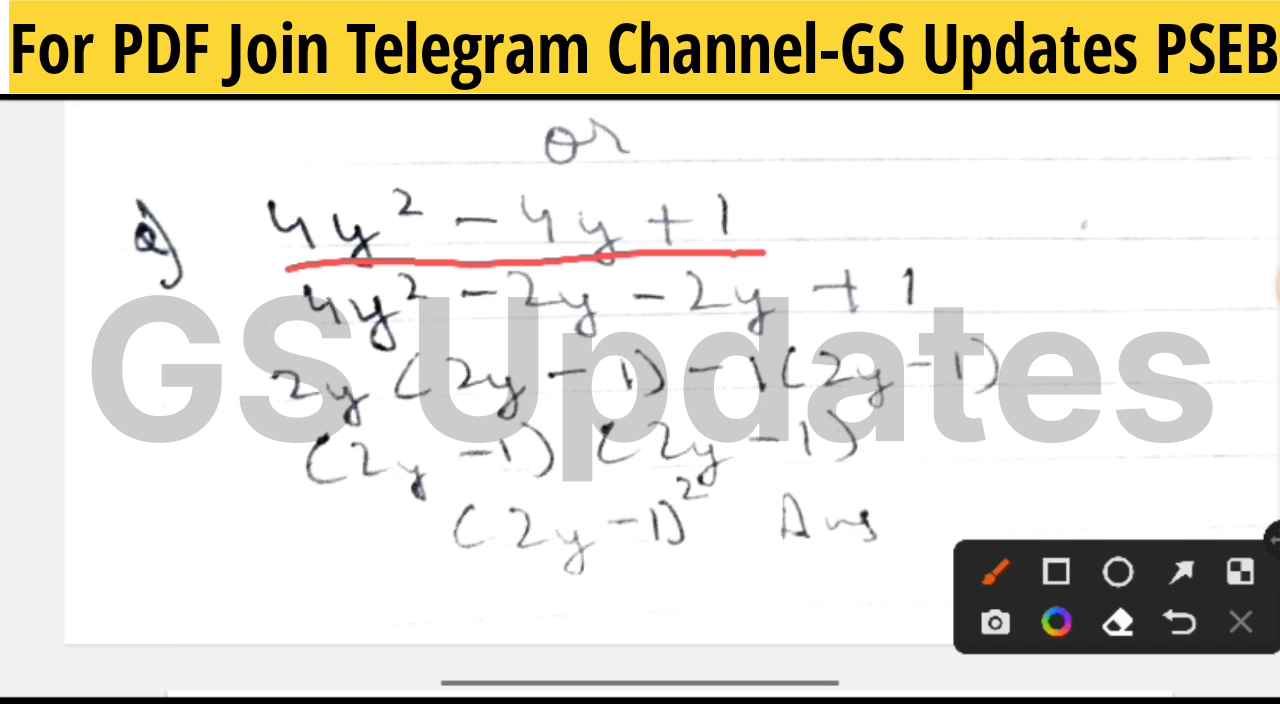 For PDF Join Telegram Channel-GS Updates PSEB
or
4y² - 4y + 1
4y² - 2y - 2y + 1
2y (2y - 1) - 1(2y - 1)
(2y - 1) (2y - 1)
(2y - 1)² Ans
GS Updates